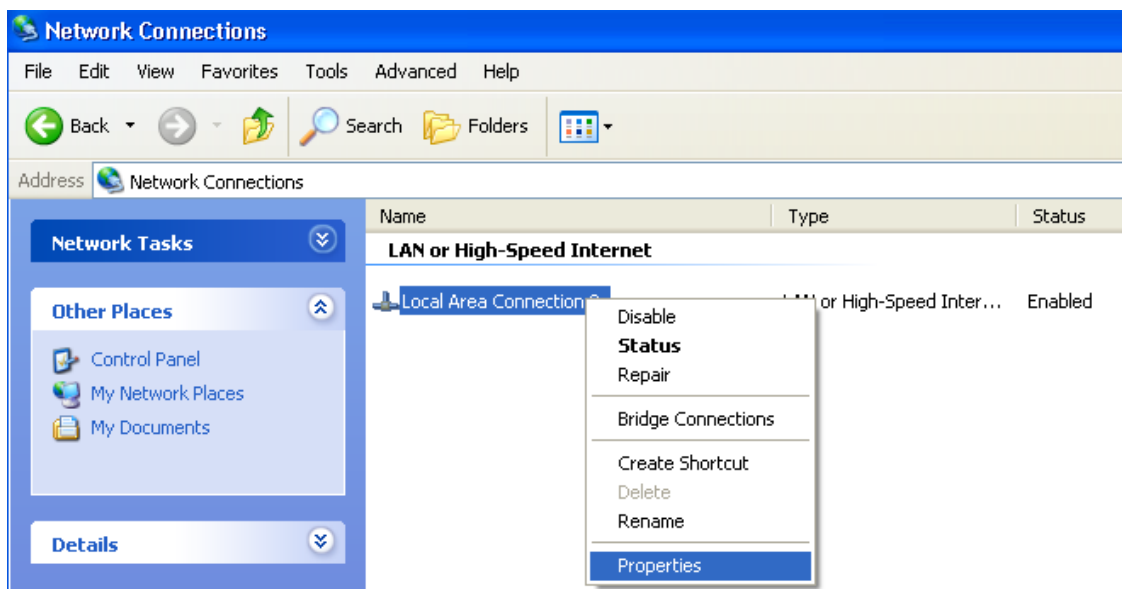 Network Connections
File Edit View Favorites Tools Advanced Help
Back Search Folders
Address Network Connections
Name Type Status
Network Tasks
LAN or High-Speed Internet
Other Places
Local Area Connection or High-Speed Inter... Enabled
Control Panel
My Network Places
My Documents
Details
Disable
Status
Repair
Bridge Connections
Create Shortcut
Delete
Rename
Properties